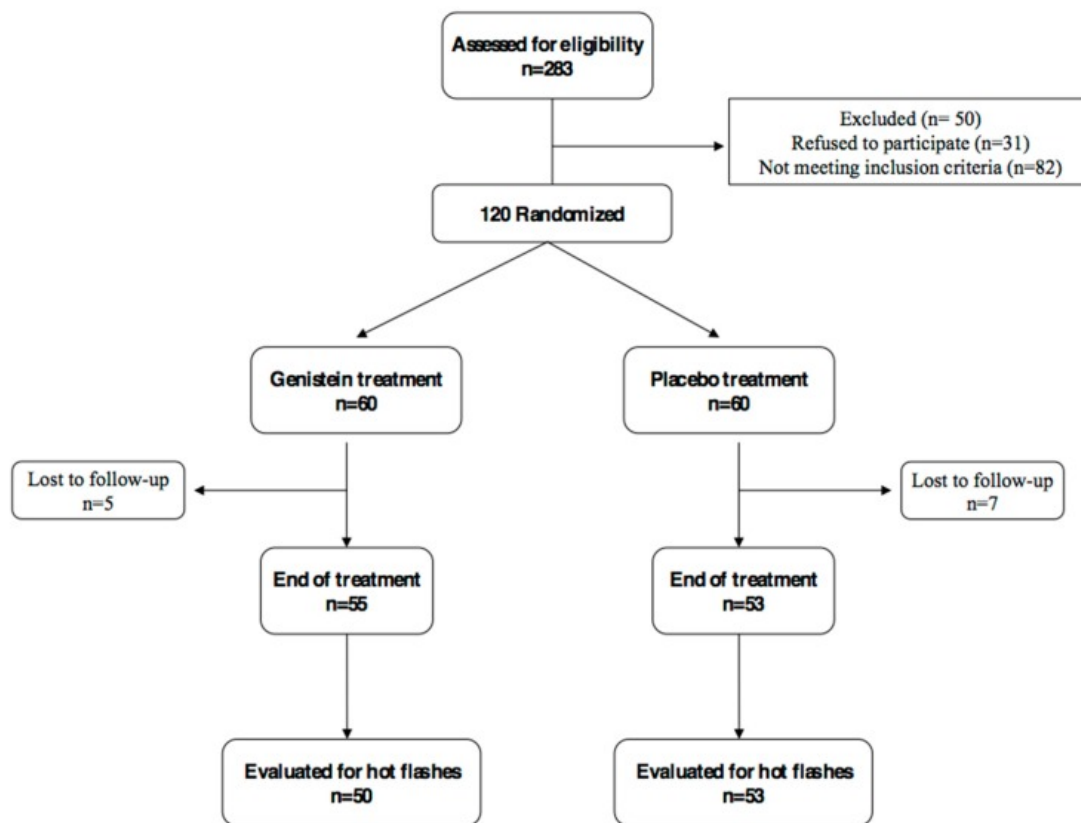 Assessed for eligibility
n=283
Excluded (n= 50)
Refused to participate (n=31)
Not meeting inclusion criteria (n=82)
120 Randomized
Genistein treatment
n=60
Placebo treatment
n=60
Lost to follow-up
n=5
Lost to follow-up
n=7
End of treatment
n=55
End of treatment
n=53
Evaluated for hot flashes
n=50
Evaluated for hot flashes
n=53